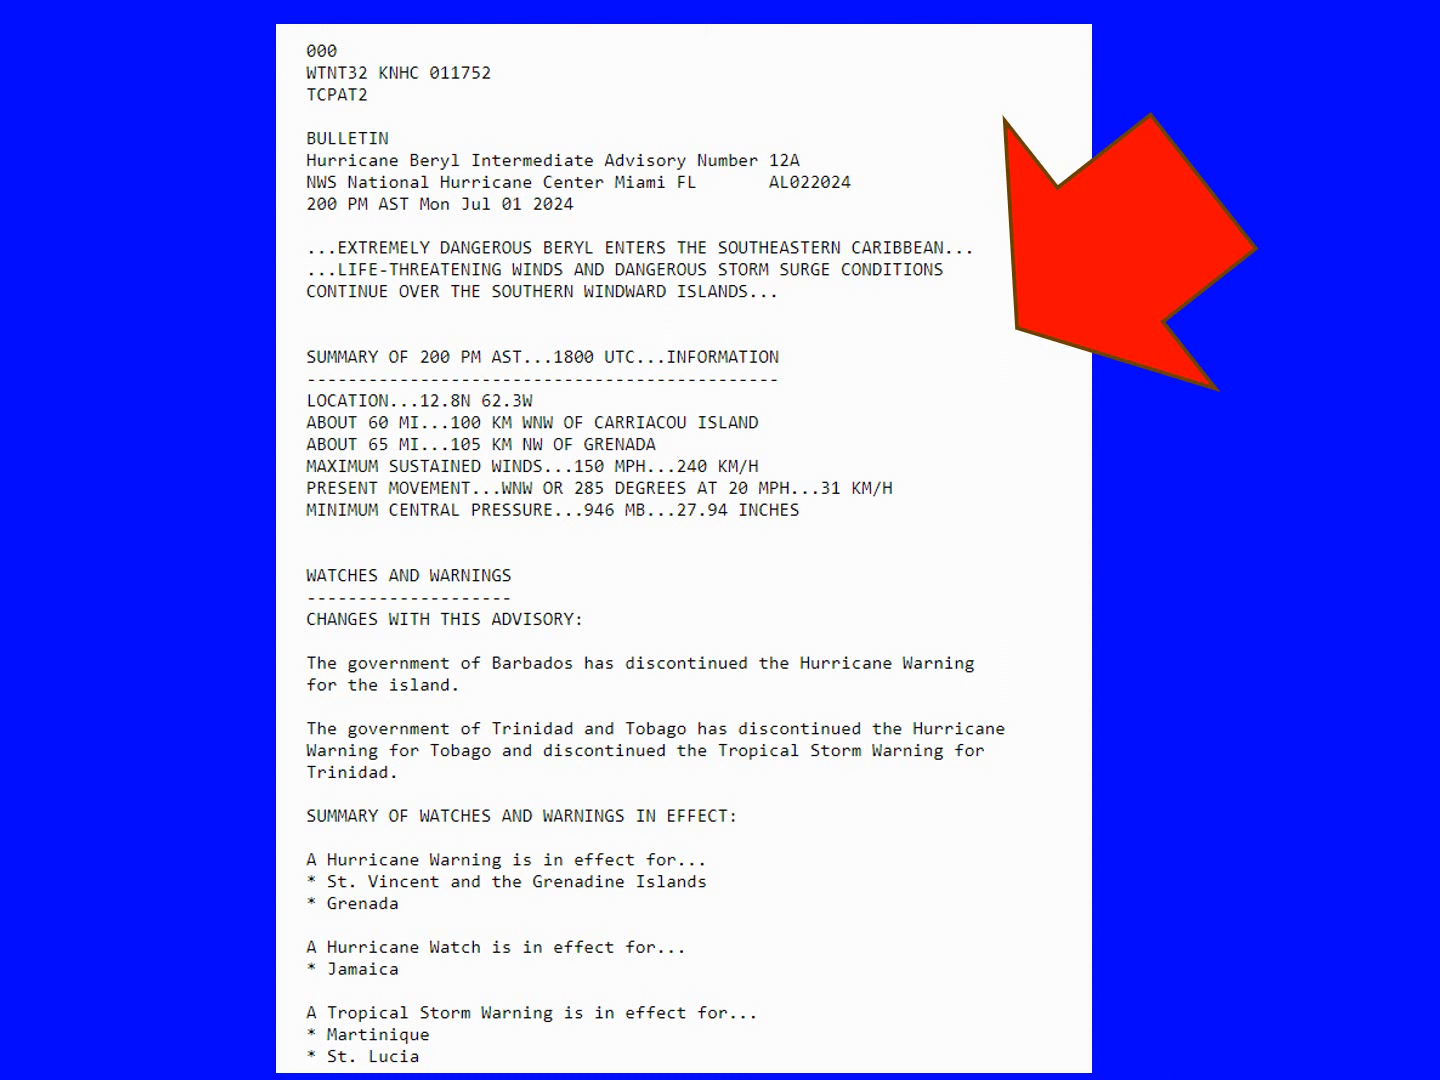 000
WTNT32 KNHC 011752
TCPAT2
BULLETIN
Hurricane Beryl Intermediate Advisory Number 12A
NWS National Hurricane Center Miami FL       AL022024
200 PM AST Mon Jul 01 2024
...EXTREMELY DANGEROUS BERYL ENTERS THE SOUTHEASTERN CARIBBEAN...
...LIFE-THREATENING WINDS AND DANGEROUS STORM SURGE CONDITIONS
CONTINUE OVER THE SOUTHERN WINDWARD ISLANDS...
SUMMARY OF 200 PM AST...1800 UTC...INFORMATION
----------------------------------------------
LOCATION...12.8N 62.3W
ABOUT 60 MI...100 KM WNW OF CARRIACOU ISLAND
ABOUT 65 MI...105 KM NW OF GRENADA
MAXIMUM SUSTAINED WINDS...150 MPH...240 KM/H
PRESENT MOVEMENT...WNW OR 285 DEGREES AT 20 MPH...31 KM/H
MINIMUM CENTRAL PRESSURE...946 MB...27.94 INCHES
WATCHES AND WARNINGS
--------------------
CHANGES WITH THIS ADVISORY:
The government of Barbados has discontinued the Hurricane Warning
for the island.
The government of Trinidad and Tobago has discontinued the Hurricane
Warning for Tobago and discontinued the Tropical Storm Warning for
Trinidad.
SUMMARY OF WATCHES AND WARNINGS IN EFFECT:
A Hurricane Warning is in effect for...
* St. Vincent and the Grenadine Islands
* Grenada
A Hurricane Watch is in effect for...
* Jamaica
A Tropical Storm Warning is in effect for...
* Martinique
* St. Lucia